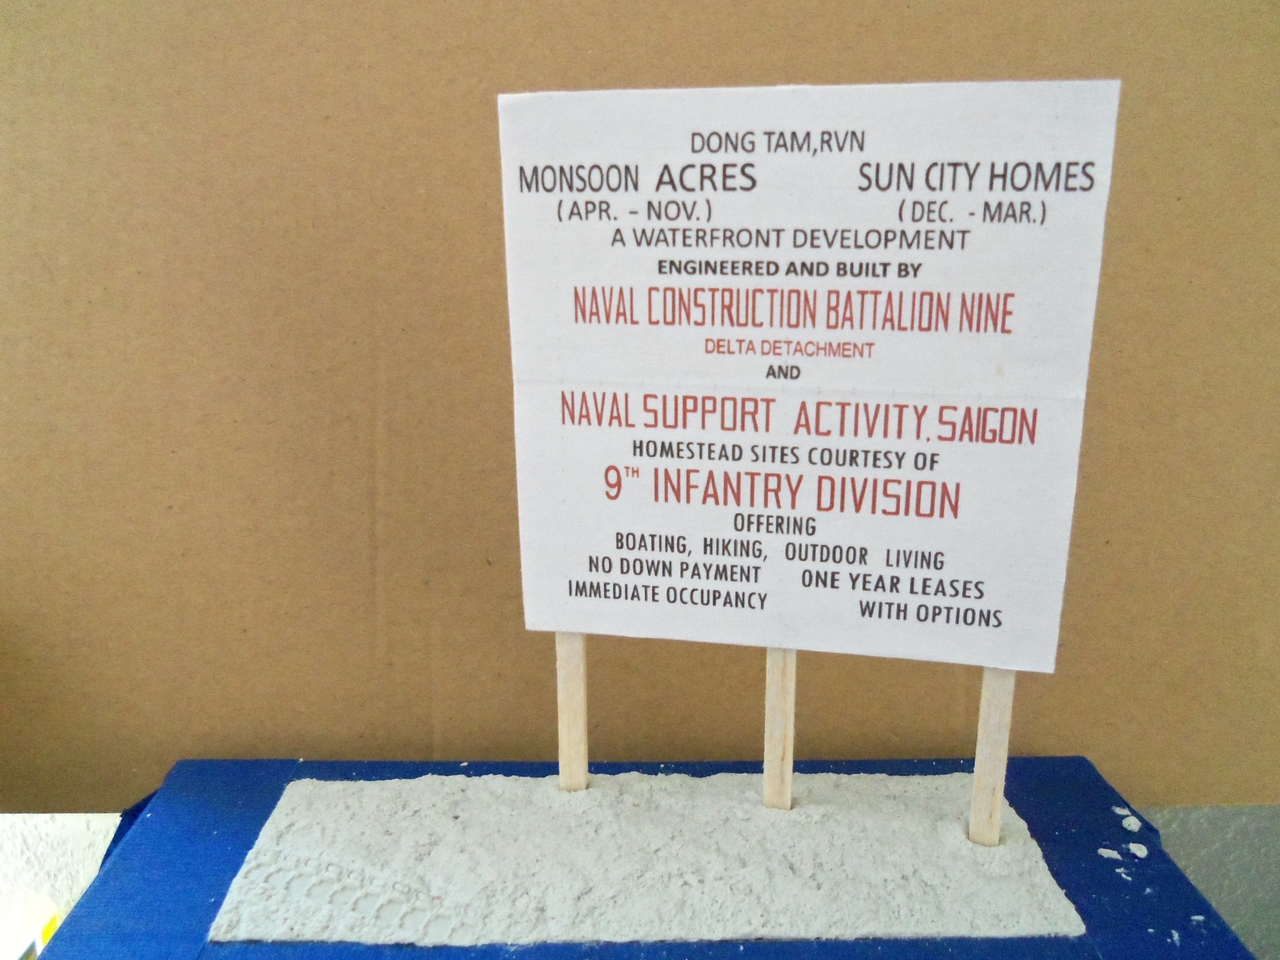 DONG TAM,RVN
MONSOON ACRES SUN CITY HOMES
(APR. - NOV.) (DEC. - MAR.)
A WATERFRONT DEVELOPMENT
ENGINEERED AND BUILT BY
NAVAL CONSTRUCTION BATTALION NINE
DELTA DETACHMENT
AND
NAVAL SUPPORT ACTIVITY. SAIGON
HOMESTEAD SITES COURTESY OF
9TH INFANTRY DIVISION
OFFERING
BOATING, HIKING, OUTDOOR LIVING
NO DOWN PAYMENT ONE YEAR LEASES
IMMEDIATE OCCUPANCY WITH OPTIONS